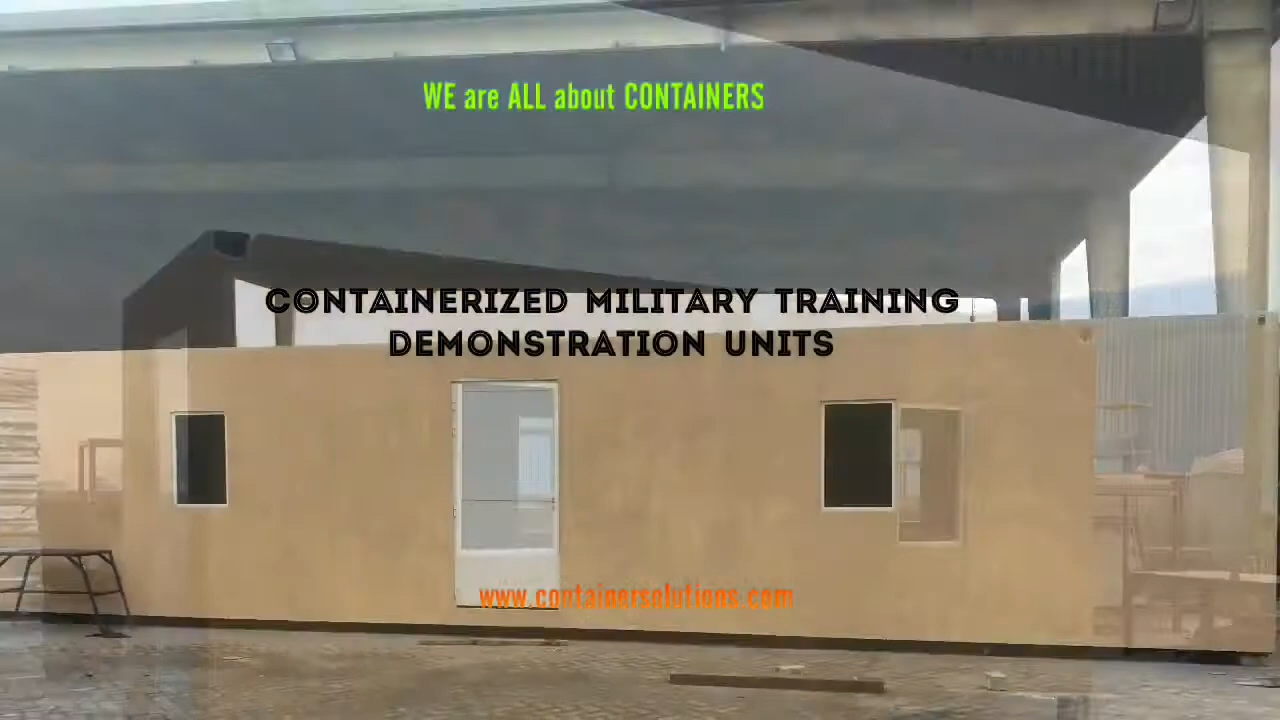 WE are ALL about CONTAINERS
CONTAINERIZED MILITARY TRAINING
DEMONSTRATION UNITS
www.containersolutions.com